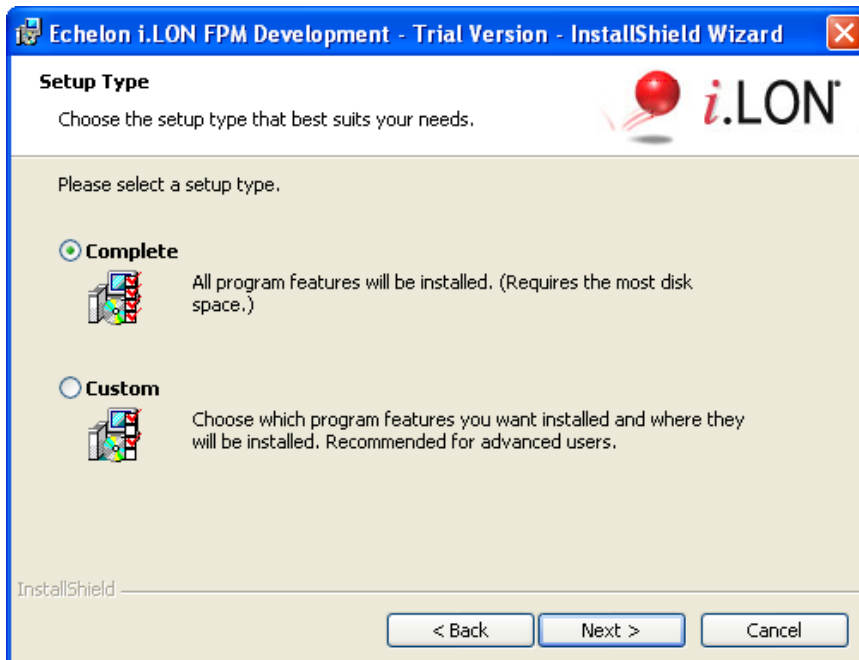 Echelon i.LON FPM Development - Trial Version - InstallShield Wizard
Setup Type
Choose the setup type that best suits your needs.
i.LON
Please select a setup type.
Complete
All program features will be installed. (Requires the most disk
space.)
Custom
Choose which program features you want installed and where they
will be installed. Recommended for advanced users.
InstallShield
< Back
Next >
Cancel